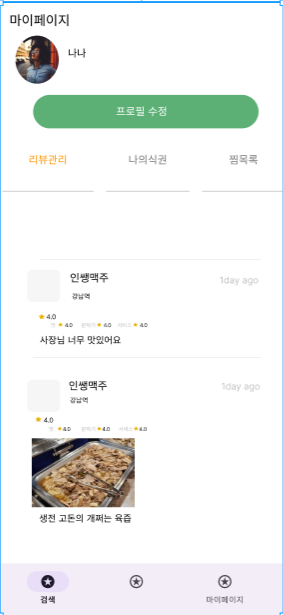 마이페이지
나나
프로필 수정
리뷰관리 나의식권 찜목록
인쌩맥주 1day ago
강남역
4.0
맛 4.0 분위기 4.0 서비스 4.0
사장님 너무 맛있어요
인쌩맥주 1day ago
강남역
4.0
맛 4.0 분위기 4.0 서비스 4.0
생전 고돈의 개쩌는 육즙
검색 마이페이지